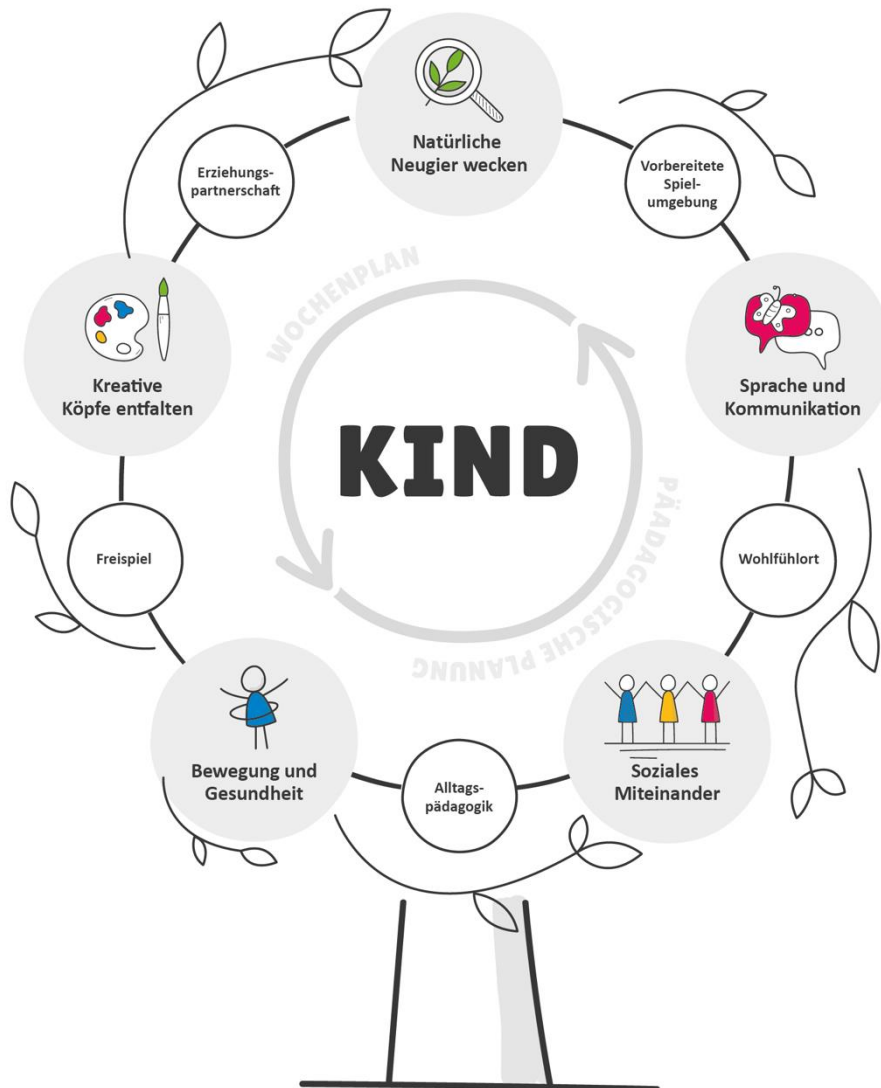 Natürliche
Neugier wecken
Erziehungs-
partnerschaft
Vorbereitete
Spiel-
umgebung
WOCHENPLAN
Kreative
Köpfe entfalten
Sprache und
Kommunikation
KIND
PÄADAGOGISCHE PLANUNG
Freispiel
Wohlfühlort
Bewegung und
Gesundheit
Soziales
Miteinander
Alltags-
pädagogik